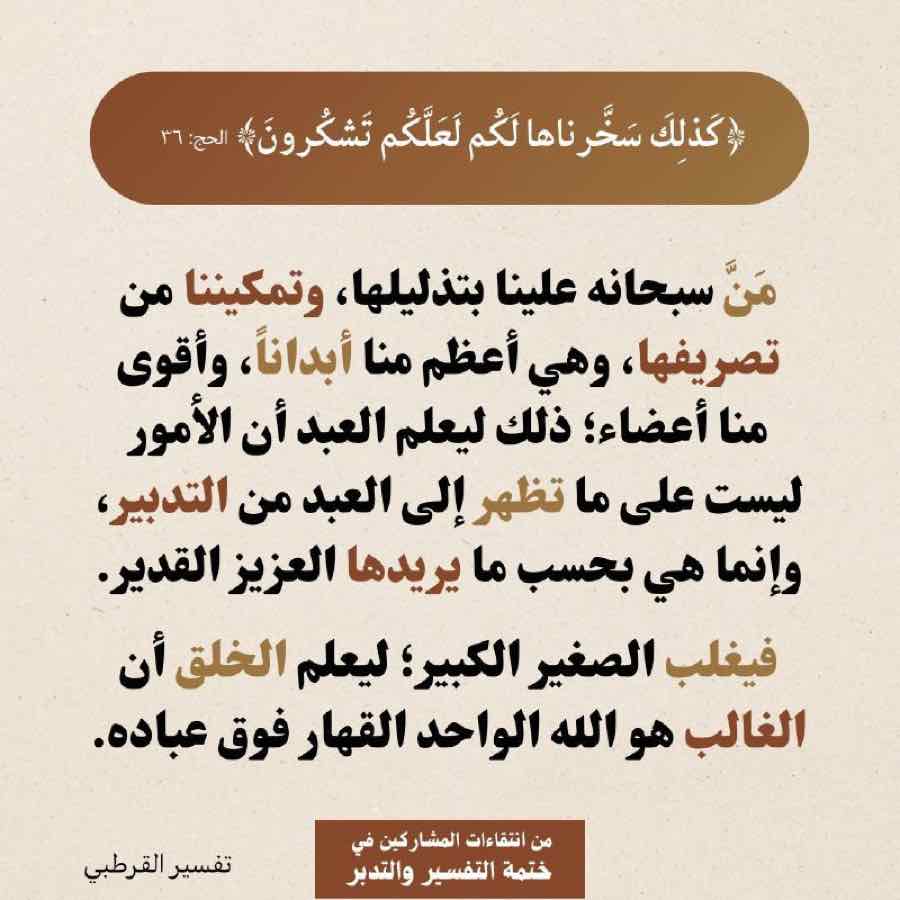 ﴿كَذلِكَ سَخَّرناها لَكُم لَعَلَّكُم تَشكُرونَ﴾ الحج: ٣٦
مَنَّ سبحانه علينا بتذليلها، وتمكيننا من
تصريفها، وهي أعظم منا أبداناً، وأقوى
منا أعضاء؛ ذلك ليعلم العبد أن الأمور
ليست على ما تظهر إلى العبد من التدبير،
وإنما هي بحسب ما يريدها العزيز القدير.
فيغلب الصغير الكبير؛ ليعلم الخلق أن
الغالب هو الله الواحد القهار فوق عباده.
من انتقاءات المشاركين في
ختمة التفسير والتدبر
تفسير القرطبي